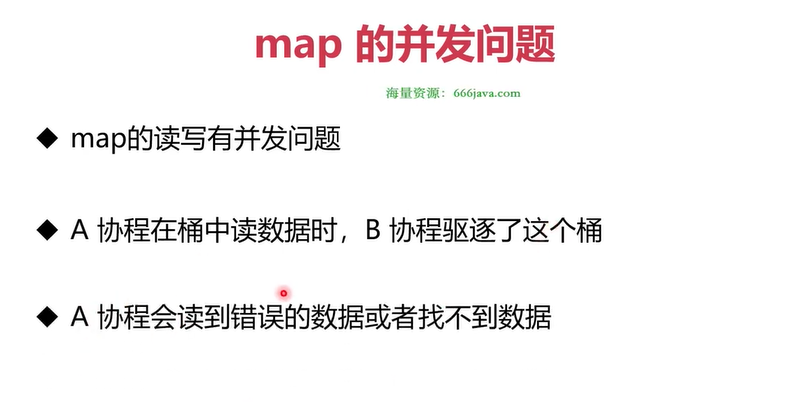 map 的并发问题
海量资源：666java.com
◆ map的读写有并发问题
◆ A 协程在桶中读数据时，B 协程驱逐了这个桶
◆ A 协程会读到错误的数据或者找不到数据